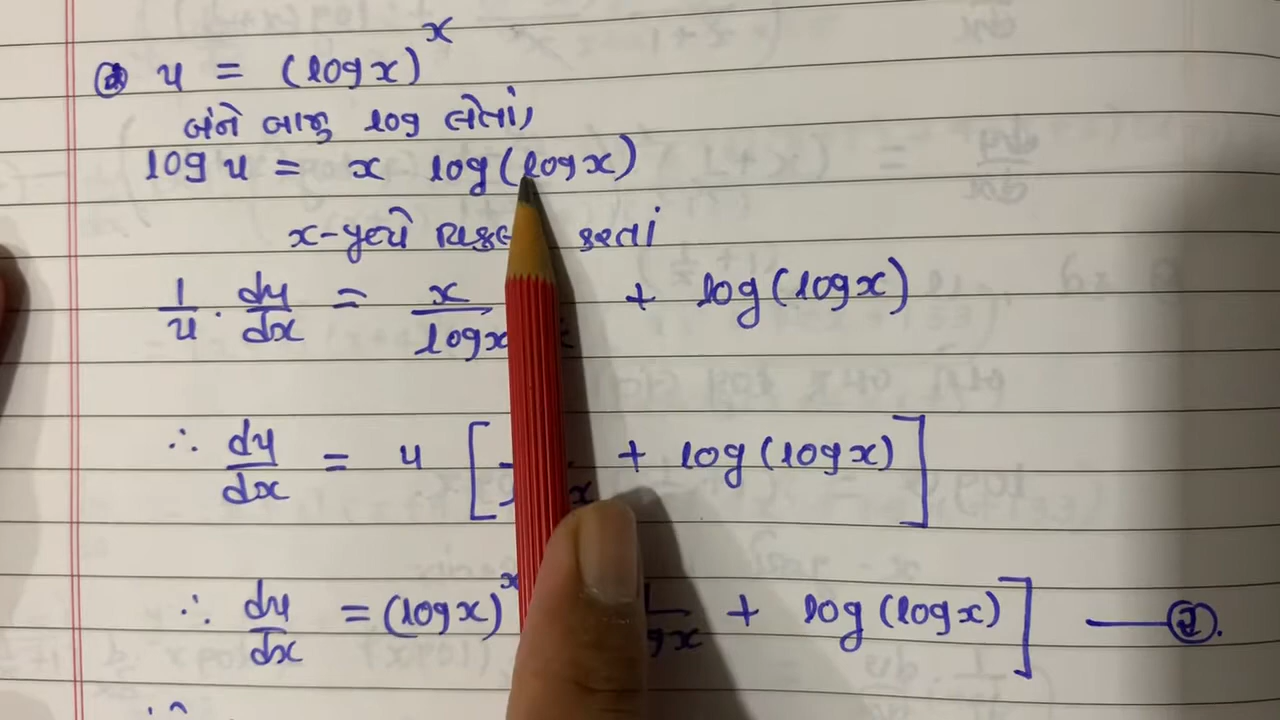 u = (log x)^x
બંને બાજુ log લેતાં,
log u = x log(log x)
x-પ્રત્યે કરતાં
1/u . du/dx = x/log x + log(log x)
∴ du/dx = u [ + log(log x)]
∴ du/dx = (log x)^x + log(log x)] —— ②.